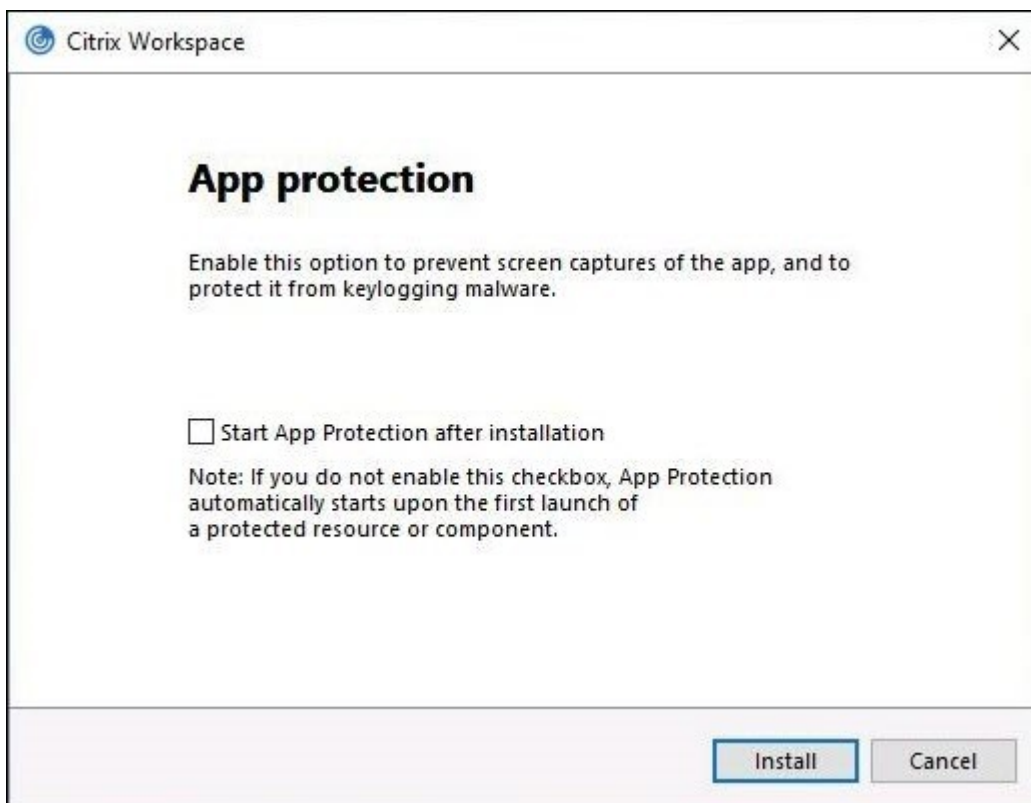 Citrix Workspace
App protection
Enable this option to prevent screen captures of the app, and to
protect it from keylogging malware.
Start App Protection after installation
Note: If you do not enable this checkbox, App Protection
automatically starts upon the first launch of
a protected resource or component.
Install Cancel